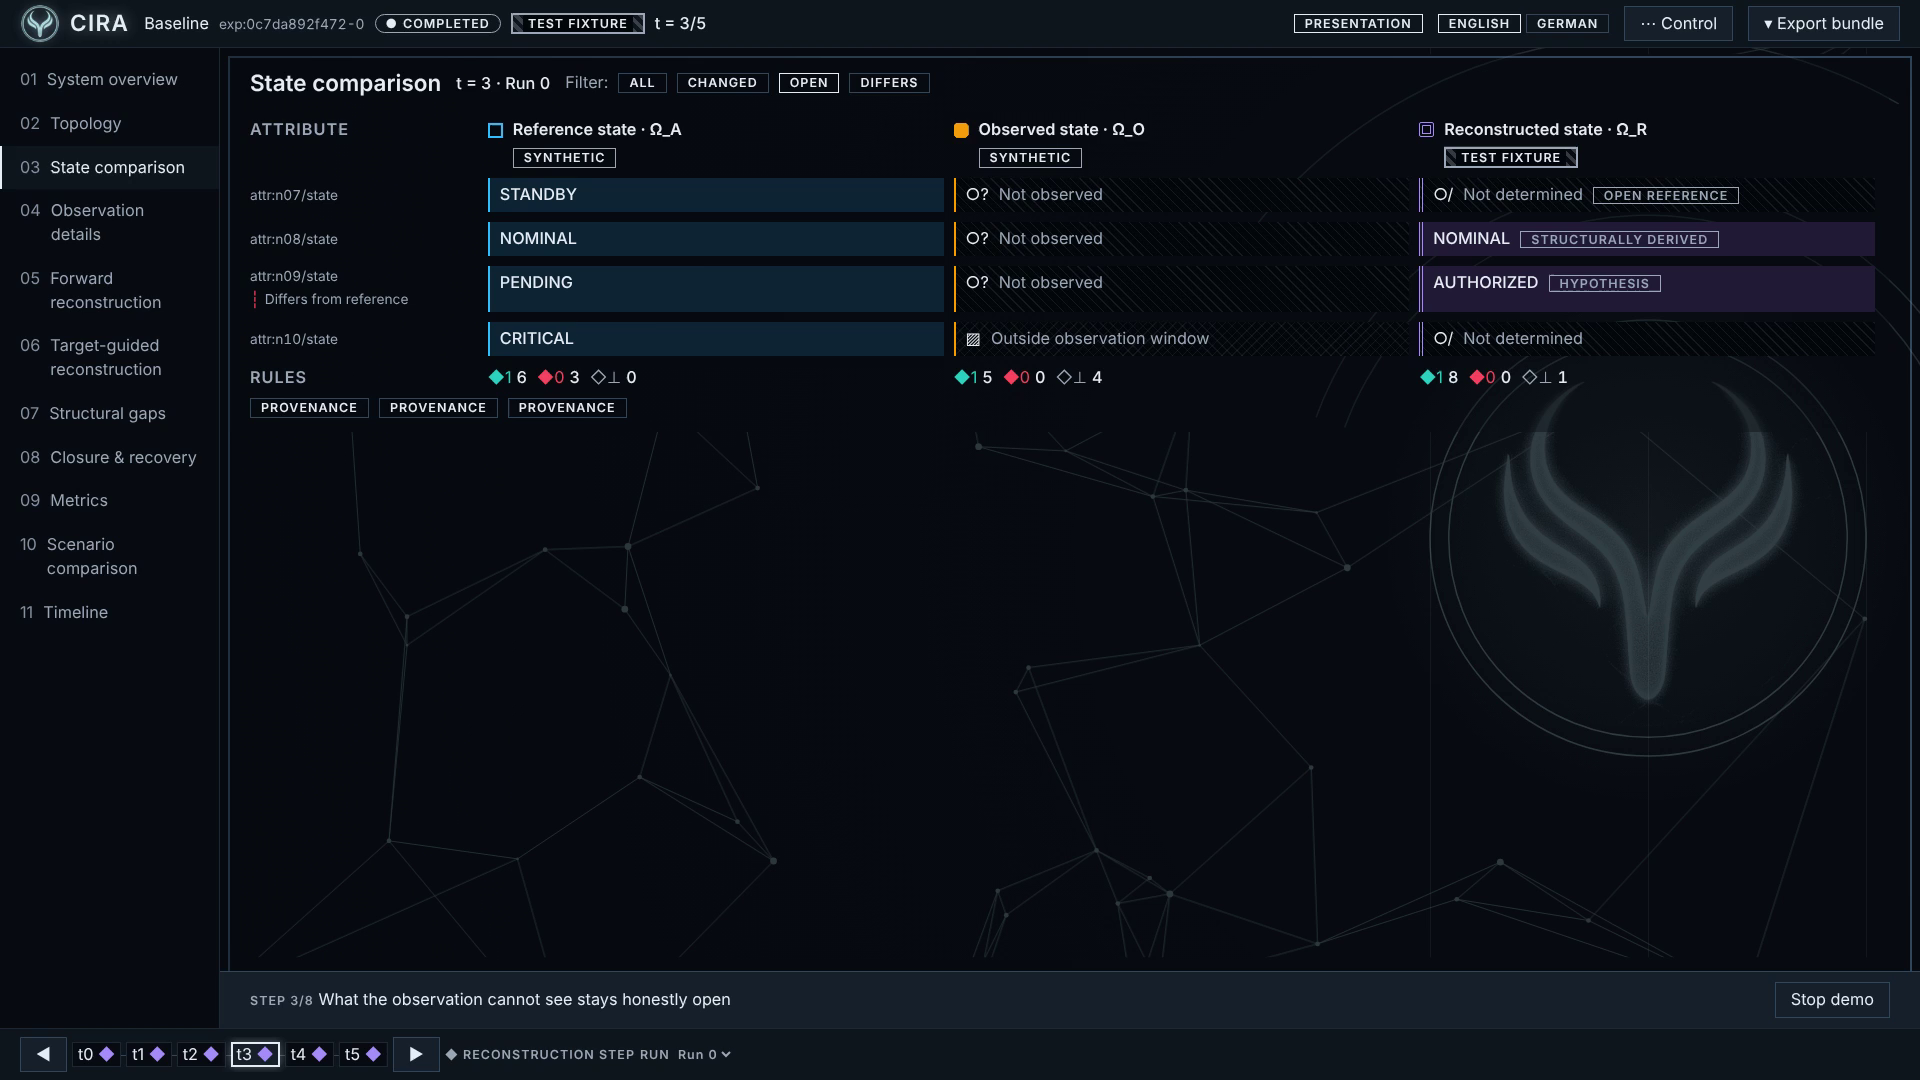 CIRA Baseline exp:0c7da892f472-0 ● COMPLETED TEST FIXTURE t = 3/5 PRESENTATION ENGLISH GERMAN ··· Control ▾ Export bundle
01 System overview
02 Topology
03 State comparison
04 Observation
details
05 Forward
reconstruction
06 Target-guided
reconstruction
07 Structural gaps
08 Closure & recovery
09 Metrics
10 Scenario
comparison
11 Timeline
State comparison t = 3 · Run 0 Filter: ALL CHANGED OPEN DIFFERS
ATTRIBUTE Reference state · Ω_A Observed state · Ω_O Reconstructed state · Ω_R
SYNTHETIC SYNTHETIC TEST FIXTURE
attr:n07/state STANDBY O? Not observed O/ Not determined OPEN REFERENCE
attr:n08/state NOMINAL O? Not observed NOMINAL STRUCTURALLY DERIVED
attr:n09/state PENDING O? Not observed AUTHORIZED HYPOTHESIS
Differs from reference
attr:n10/state CRITICAL ▨ Outside observation window O/ Not determined
RULES ◆1 6 ◆0 3 ◇⊥ 0 ◆1 5 ◆0 0 ◇⊥ 4 ◆1 8 ◆0 0 ◇⊥ 1
PROVENANCE PROVENANCE PROVENANCE
STEP 3/8 What the observation cannot see stays honestly open Stop demo
◀ t0 ◆ t1 ◆ t2 ◆ t3 ◆ t4 ◆ t5 ◆ ▶ ◆ RECONSTRUCTION STEP RUN Run 0